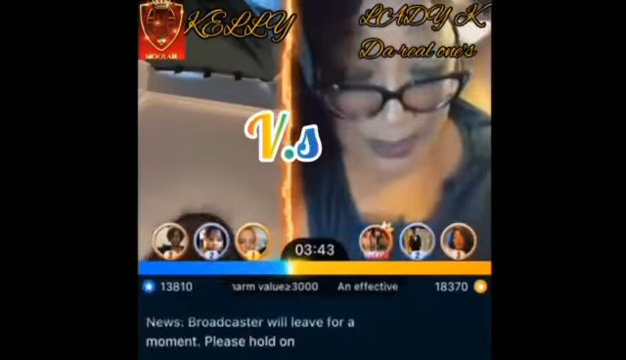 KELLY
LADY K
Da real one's
MOOLAH
V.s
03:43
13810
harm value≥3000
An effective
18370
News: Broadcaster will leave for a
moment. Please hold on